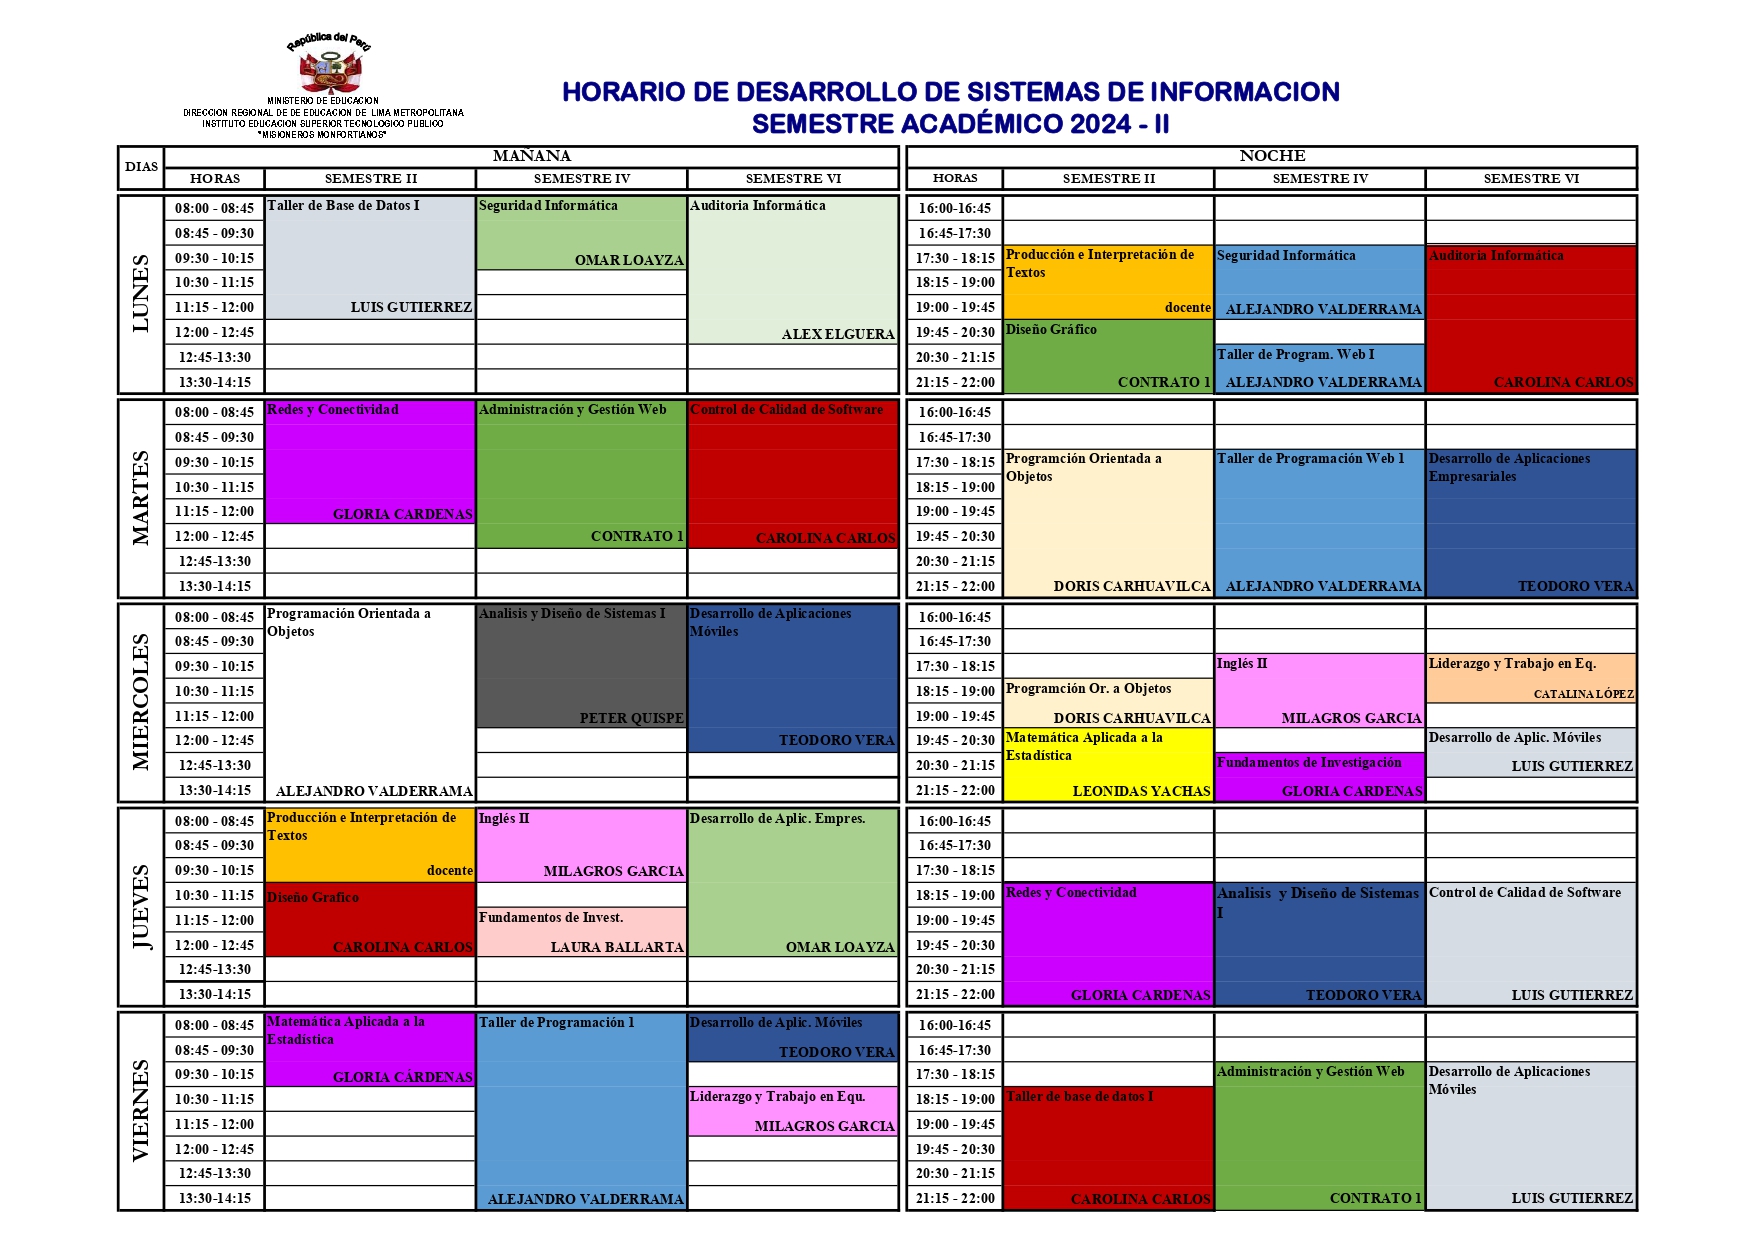 República del Perú
MINISTERIO DE EDUCACION
DIRECCION REGIONAL DE DE EDUCACION DE LIMA METROPOLITANA
INSTITUTO EDUCACION SUPERIOR TECNOLOGICO PUBLICO
"MISIONEROS MONFORTIANOS"
HORARIO DE DESARROLLO DE SISTEMAS DE INFORMACION
SEMESTRE ACADÉMICO 2024 - II
DIAS MAÑANA NOCHE
HORAS SEMESTRE II SEMESTRE IV SEMESTRE VI HORAS SEMESTRE II SEMESTRE IV SEMESTRE VI
LUNES
08:00 - 08:45 Taller de Base de Datos I Seguridad Informática Auditoria Informática 16:00-16:45
08:45 - 09:30 16:45-17:30
09:30 - 10:15 OMAR LOAYZA 17:30 - 18:15 Producción e Interpretación de Seguridad Informática Auditoria Informática
10:30 - 11:15 18:15 - 19:00 Textos
11:15 - 12:00 LUIS GUTIERREZ 19:00 - 19:45 docente ALEJANDRO VALDERRAMA
12:00 - 12:45 ALEX ELGUERA 19:45 - 20:30 Diseño Gráfico
12:45-13:30 20:30 - 21:15 Taller de Program. Web I
13:30-14:15 21:15 - 22:00 CONTRATO 1 ALEJANDRO VALDERRAMA CAROLINA CARLOS
MARTES
08:00 - 08:45 Redes y Conectividad Administración y Gestión Web Control de Calidad de Software 16:00-16:45
08:45 - 09:30 16:45-17:30
09:30 - 10:15 17:30 - 18:15 Programción Orientada a Taller de Programación Web 1 Desarrollo de Aplicaciones
10:30 - 11:15 18:15 - 19:00 Objetos Empresariales
11:15 - 12:00 GLORIA CARDENAS 19:00 - 19:45
12:00 - 12:45 CONTRATO 1 CAROLINA CARLOS 19:45 - 20:30
12:45-13:30 20:30 - 21:15
13:30-14:15 21:15 - 22:00 DORIS CARHUAVILCA ALEJANDRO VALDERRAMA TEODORO VERA
MIERCOLES
08:00 - 08:45 Programación Orientada a Analisis y Diseño de Sistemas I Desarrollo de Aplicaciones 16:00-16:45
08:45 - 09:30 Objetos Móviles 16:45-17:30
09:30 - 10:15 17:30 - 18:15 Inglés II Liderazgo y Trabajo en Eq.
10:30 - 11:15 18:15 - 19:00 Programción Or. a Objetos CATALINA LÓPEZ
11:15 - 12:00 PETER QUISPE 19:00 - 19:45 DORIS CARHUAVILCA MILAGROS GARCIA
12:00 - 12:45 TEODORO VERA 19:45 - 20:30 Matemática Aplicada a la Desarrollo de Aplic. Móviles
12:45-13:30 20:30 - 21:15 Estadística Fundamentos de Investigación LUIS GUTIERREZ
13:30-14:15 ALEJANDRO VALDERRAMA 21:15 - 22:00 LEONIDAS YACHAS GLORIA CARDENAS
JUEVES
08:00 - 08:45 Producción e Interpretación de Inglés II Desarrollo de Aplic. Empres. 16:00-16:45
08:45 - 09:30 Textos 16:45-17:30
09:30 - 10:15 docente MILAGROS GARCIA 17:30 - 18:15
10:30 - 11:15 Diseño Grafico 18:15 - 19:00 Redes y Conectividad Analisis y Diseño de Sistemas Control de Calidad de Software
11:15 - 12:00 Fundamentos de Invest. 19:00 - 19:45 I
12:00 - 12:45 CAROLINA CARLOS LAURA BALLARTA OMAR LOAYZA 19:45 - 20:30
12:45-13:30 20:30 - 21:15
13:30-14:15 21:15 - 22:00 GLORIA CARDENAS TEODORO VERA LUIS GUTIERREZ
VIERNES
08:00 - 08:45 Matemática Aplicada a la Taller de Programación 1 Desarrollo de Aplic. Móviles 16:00-16:45
08:45 - 09:30 Estadística TEODORO VERA 16:45-17:30
09:30 - 10:15 GLORIA CÁRDENAS 17:30 - 18:15 Administración y Gestión Web Desarrollo de Aplicaciones
10:30 - 11:15 Liderazgo y Trabajo en Equ. 18:15 - 19:00 Taller de base de datos I Móviles
11:15 - 12:00 MILAGROS GARCIA 19:00 - 19:45
12:00 - 12:45 19:45 - 20:30
12:45-13:30 20:30 - 21:15
13:30-14:15 ALEJANDRO VALDERRAMA 21:15 - 22:00 CAROLINA CARLOS CONTRATO 1 LUIS GUTIERREZ